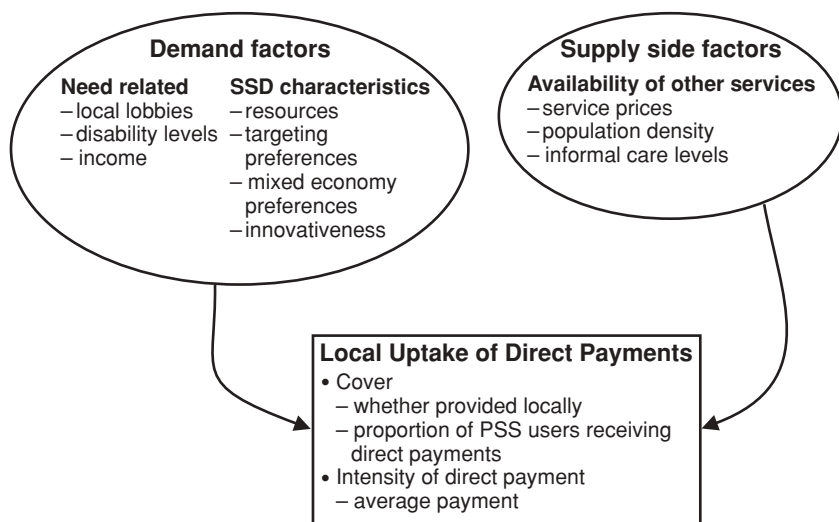 Demand factors
Need related
– local lobbies
– disability levels
– income
SSD characteristics
– resources
– targeting
preferences
– mixed economy
preferences
– innovativeness
Supply side factors
Availability of other services
– service prices
– population density
– informal care levels
Local Uptake of Direct Payments
• Cover
– whether provided locally
– proportion of PSS users receiving
direct payments
• Intensity of direct payment
– average payment